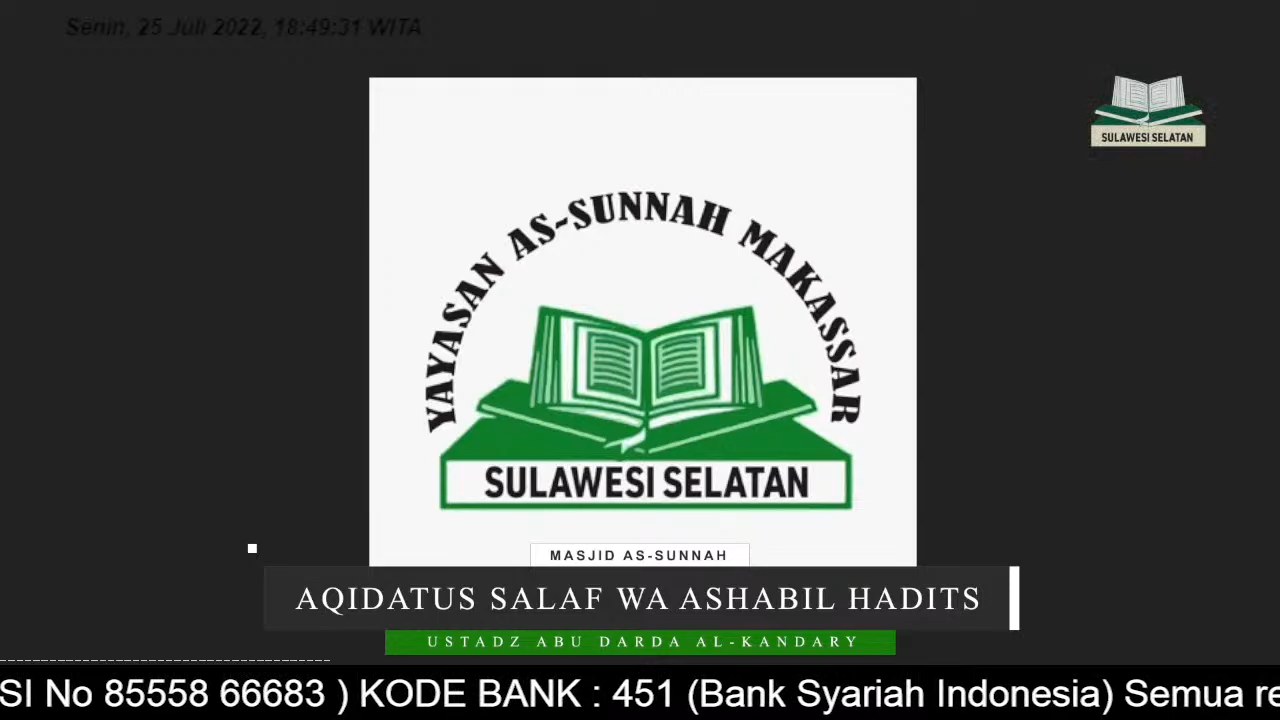 Senin, 25 Juli 2022, 18:49:31 WITA
SULAWESI SELATAN
YAYASAN AS-SUNNAH MAKASSAR
SULAWESI SELATAN
MASJID AS-SUNNAH
AQIDATUS SALAF WA ASHABIL HADITS
USTADZ ABU DARDA AL-KANDARY
SI No 85558 66683 ) KODE BANK : 451 (Bank Syariah Indonesia) Semua re